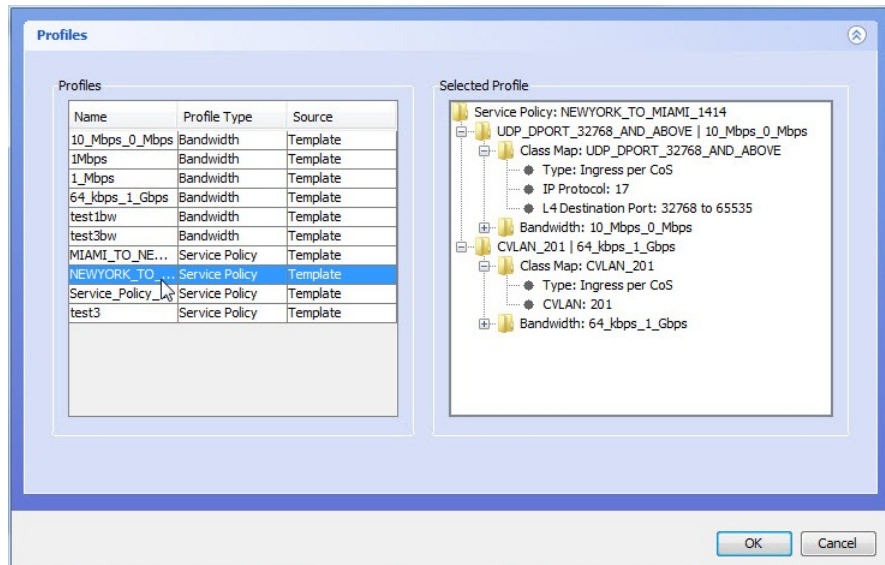 Profiles
Profiles
Name Profile Type Source
10_Mbps_0_Mbps Bandwidth Template
1Mbps Bandwidth Template
1_Mbps Bandwidth Template
64_kbps_1_Gbps Bandwidth Template
test1bw Bandwidth Template
test3bw Bandwidth Template
MIAMI_TO_NE... Service Policy Template
NEWYORK_TO_... Service Policy Template
Service_Policy_ Service Policy Template
test3 Service Policy Template
Selected Profile
Service Policy: NEWYORK_TO_MIAMI_1414
UDP_DPORT_32768_AND_ABOVE | 10_Mbps_0_Mbps
Class Map: UDP_DPORT_32768_AND_ABOVE
Type: Ingress per CoS
IP Protocol: 17
L4 Destination Port: 32768 to 65535
Bandwidth: 10_Mbps_0_Mbps
CVLAN_201 | 64_kbps_1_Gbps
Class Map: CVLAN_201
Type: Ingress per CoS
CVLAN: 201
Bandwidth: 64_kbps_1_Gbps
OK Cancel